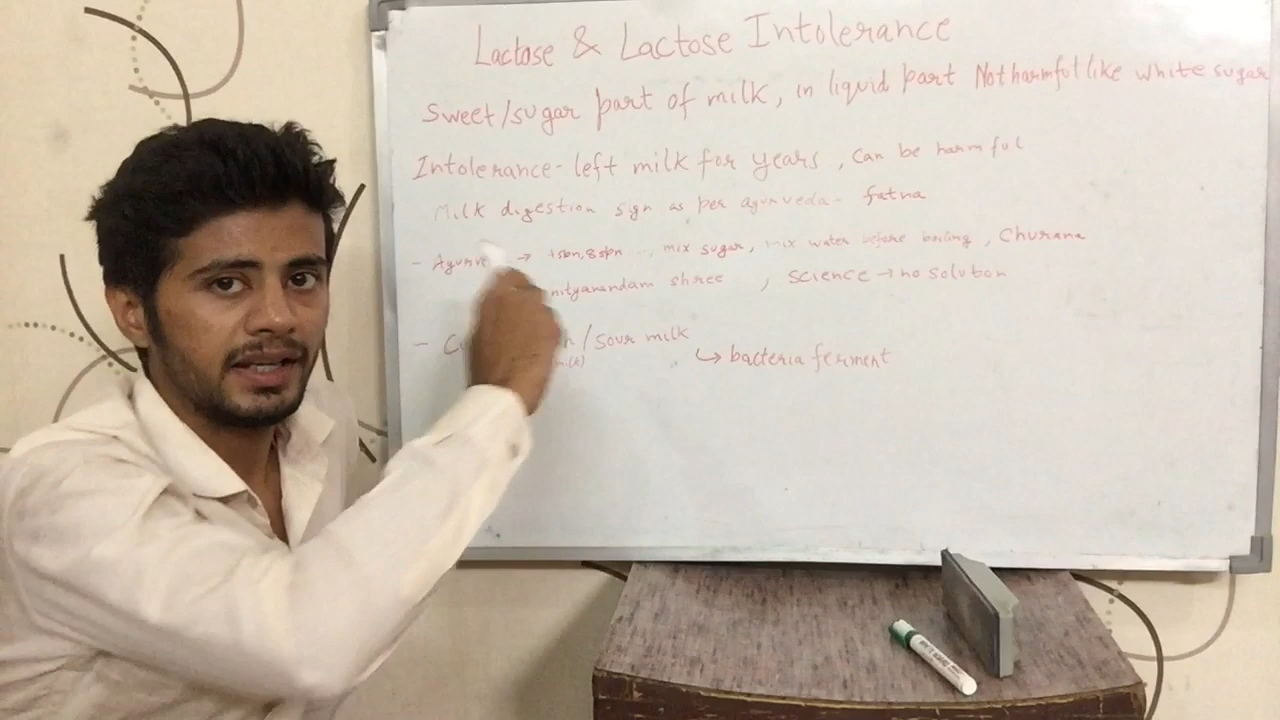 Lactose & Lactose Intolerance
Sweet/sugar part of milk, in liquid part Not harmful like white sugar
Intolerance - left milk for years, can be harmful
Milk digestion sign as per ayurveda - fatna
- Ayurve → 1spn, 8spn .., mix sugar, mix water before boiling, Churana
nityanandam shree , science → no solution
- /sour milk
↳ bacteria ferment